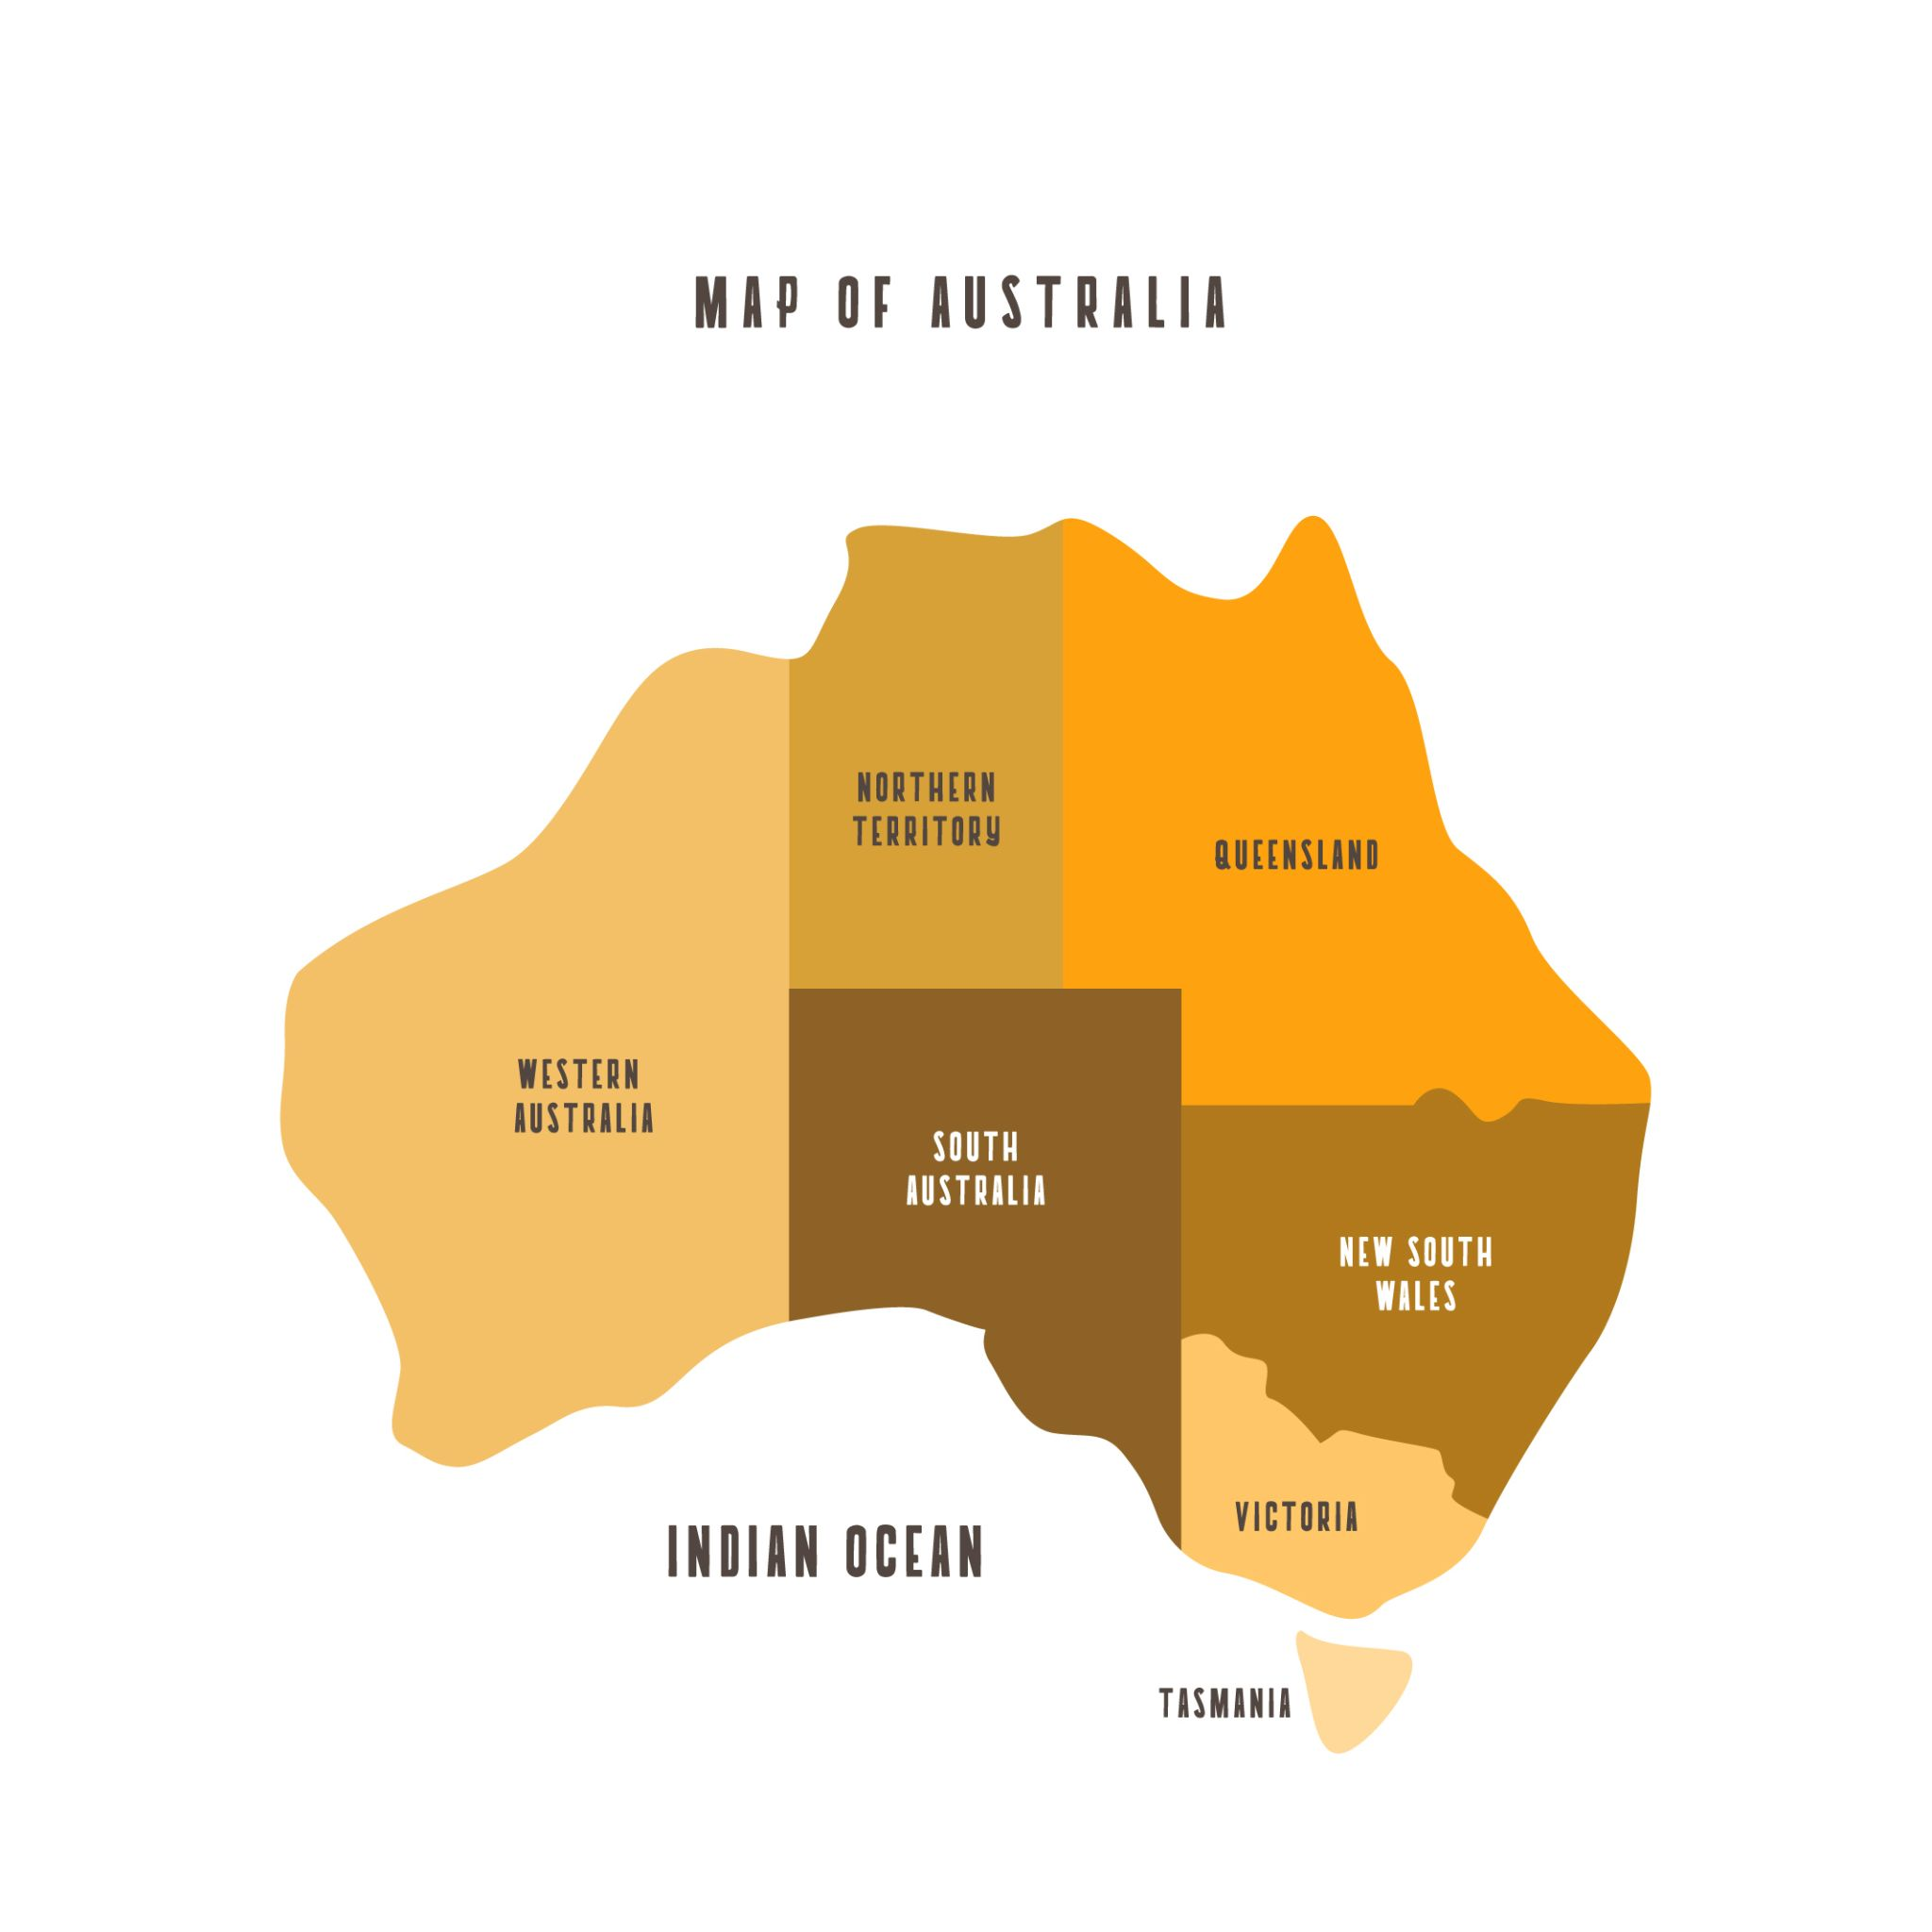 MAP OF AUSTRALIA
NORTHERN
TERRITORY
QUEENSLAND
WESTERN
AUSTRALIA
SOUTH
AUSTRALIA
NEW SOUTH
WALES
VICTORIA
INDIAN OCEAN
TASMANIA